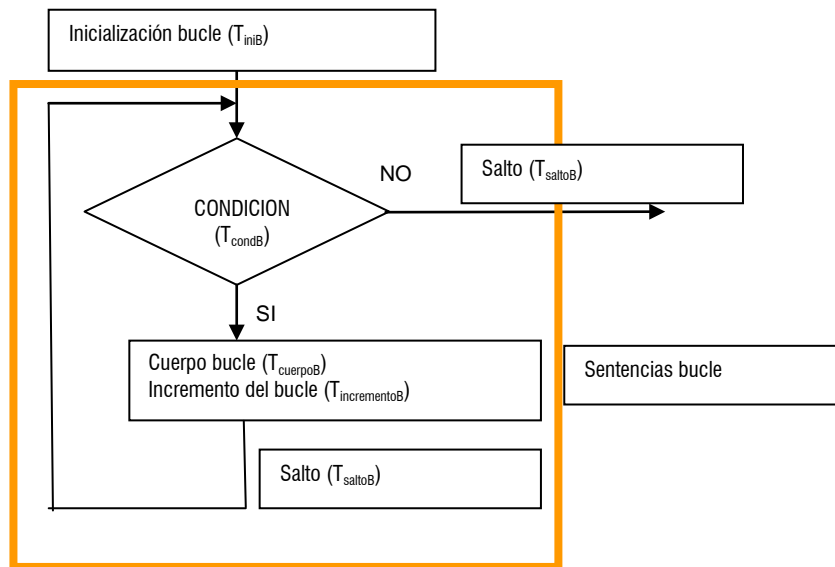 Inicialización bucle (TiniB)
NO
Salto (TsaltoB)
CONDICION
(TcondB)
SI
Cuerpo bucle (TcuerpoB)
Incremento del bucle (TincrementoB)
Sentencias bucle
Salto (TsaltoB)